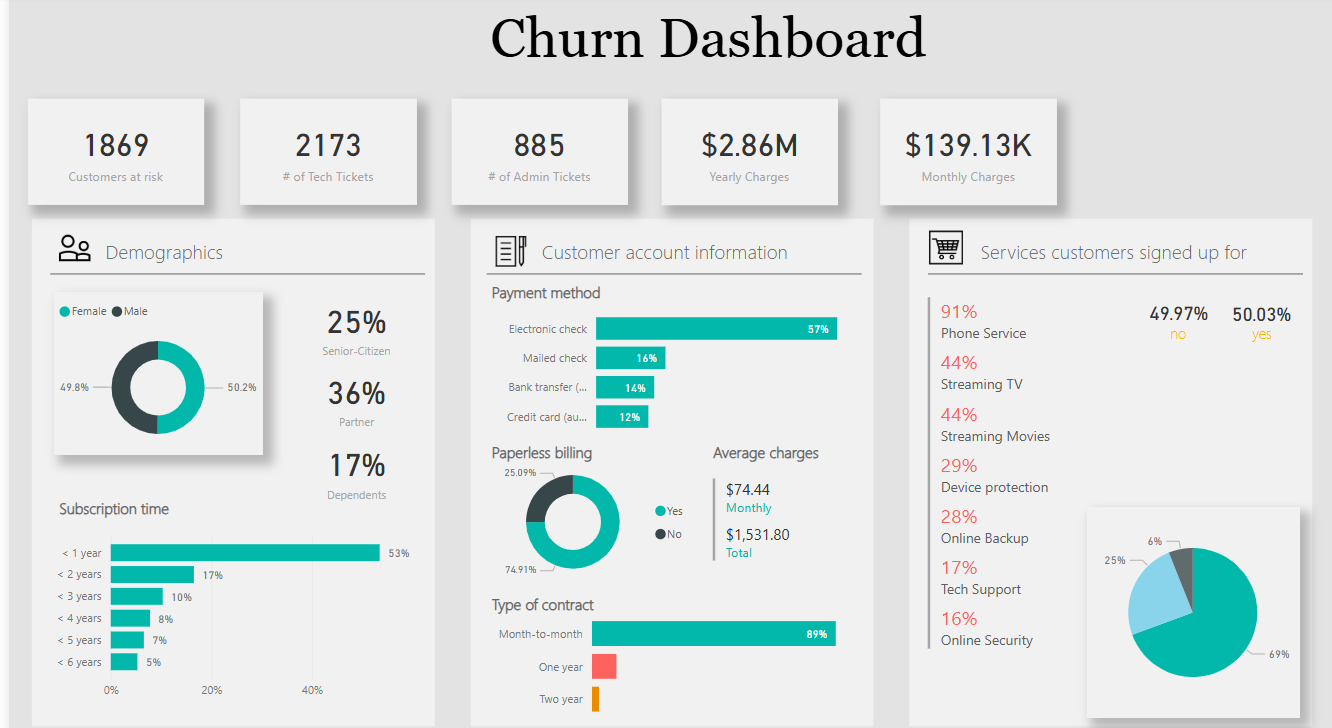 Churn Dashboard
1869
Customers at risk
2173
# of Tech Tickets
885
# of Admin Tickets
$2.86M
Yearly Charges
$139.13K
Monthly Charges
Demographics
Female Male
49.8%
50.2%
25%
Senior-Citizen
36%
Partner
17%
Dependents
Subscription time
< 1 year 53%
< 2 years 17%
< 3 years 10%
< 4 years 8%
< 5 years 7%
< 6 years 5%
0% 20% 40%
Customer account information
Payment method
Electronic check 57%
Mailed check 16%
Bank transfer (... 14%
Credit card (au... 12%
Paperless billing
25.09%
74.91%
Yes
No
Average charges
$74.44
Monthly
$1,531.80
Total
Type of contract
Month-to-month 89%
One year
Two year
Services customers signed up for
91%
Phone Service
44%
Streaming TV
44%
Streaming Movies
29%
Device protection
28%
Online Backup
17%
Tech Support
16%
Online Security
49.97% 50.03%
no yes
6%
25%
69%